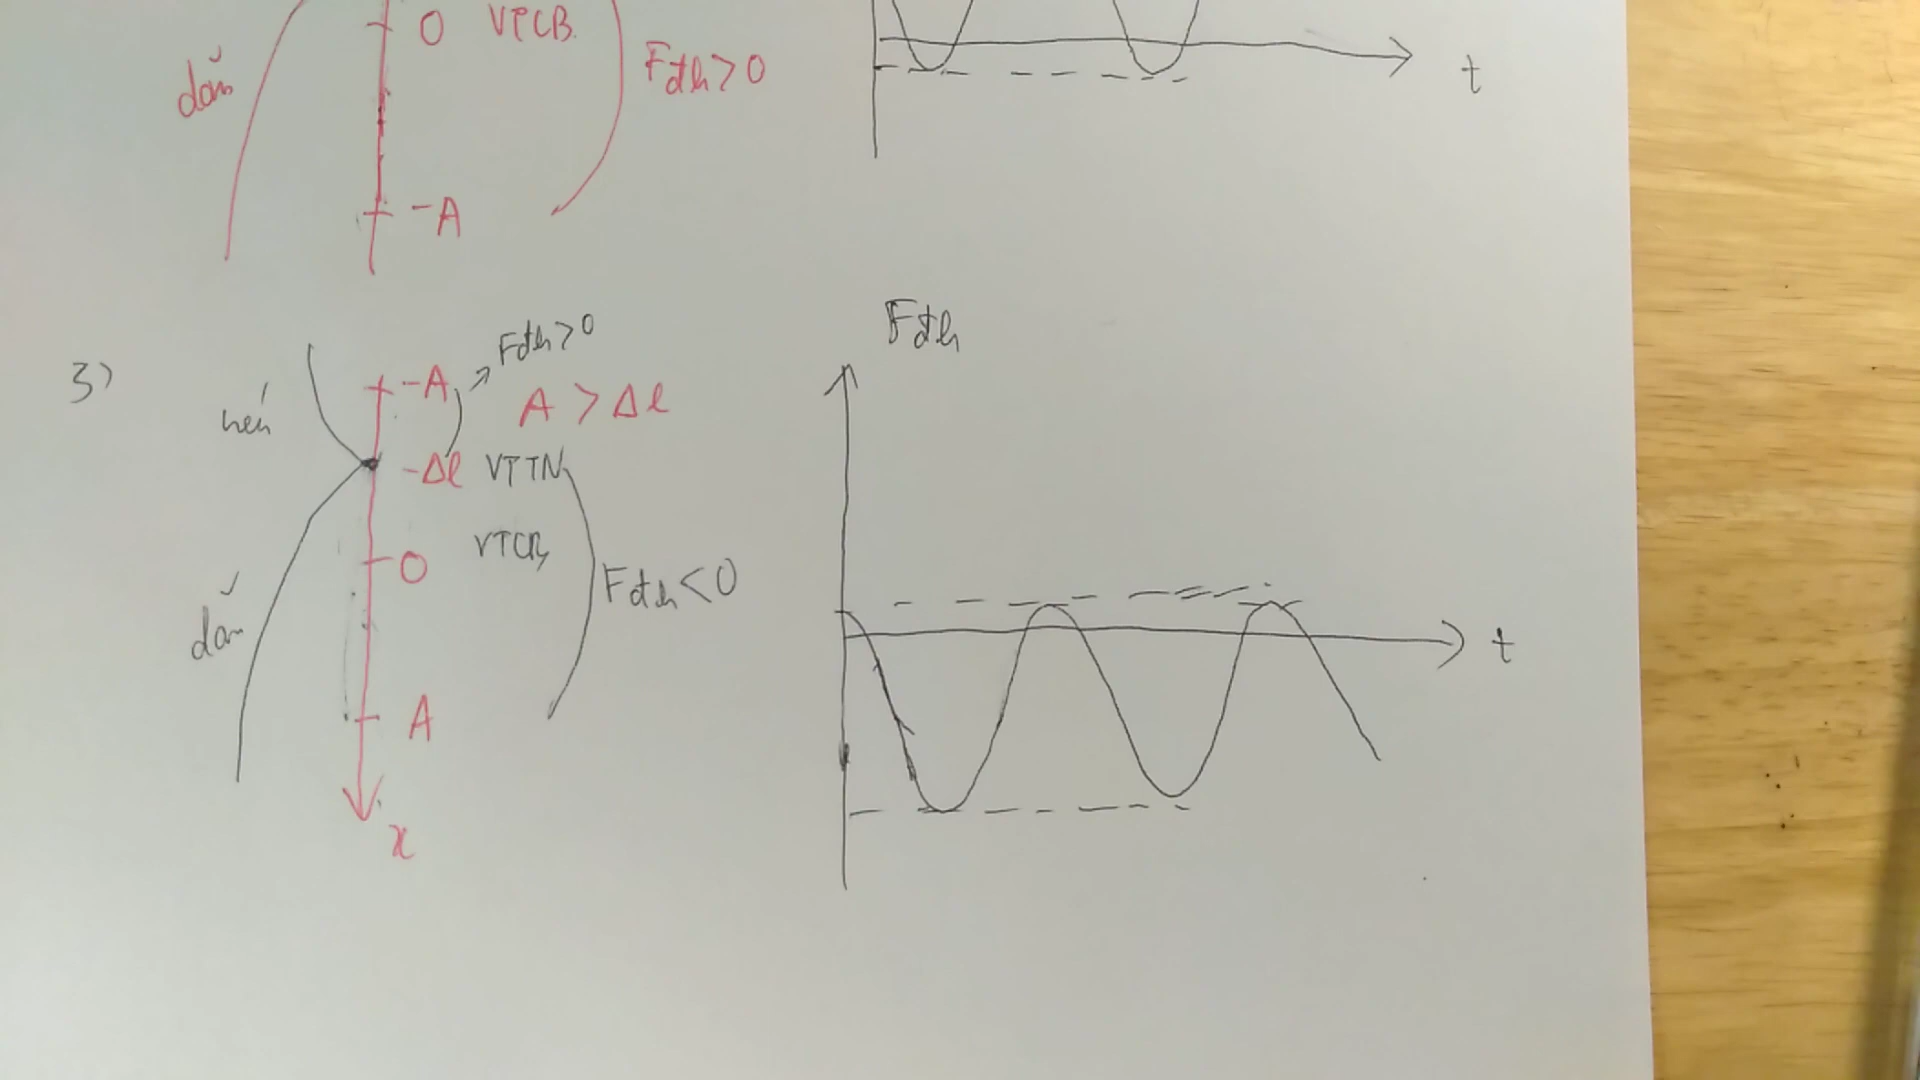 O VTCB
dãn
Fđh>0
t
-A
3)
Fđh>0
Fđh
-A
A > Δl
nén
-Δl VTTN
VTCB
O
Fđh<0
dãn
t
A
x